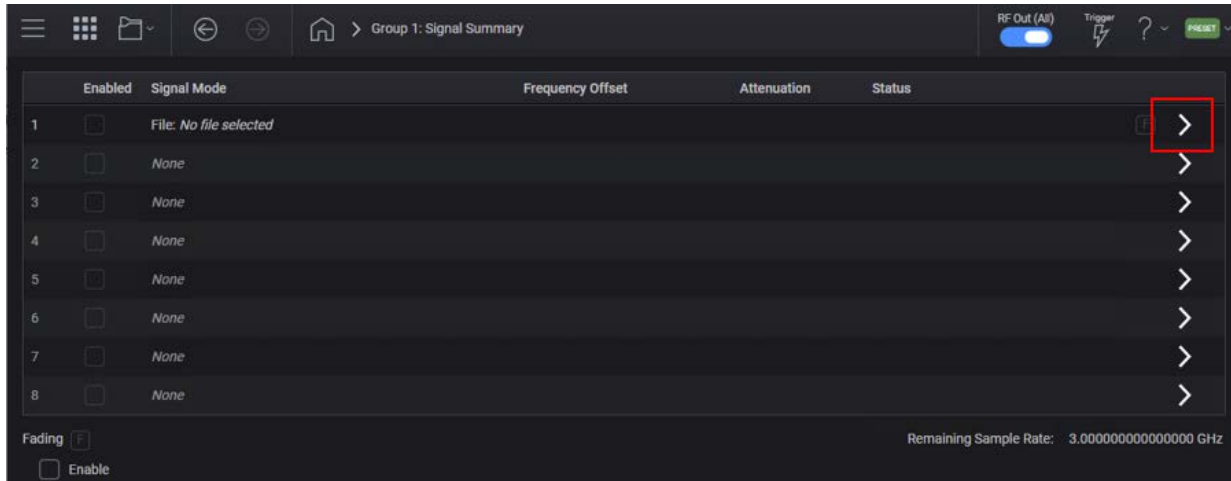 Group 1: Signal Summary
RF Out (All)
Trigger
?
PRESET
Enabled Signal Mode Frequency Offset Attenuation Status
1 File: No file selected F
2 None
3 None
4 None
5 None
6 None
7 None
8 None
Fading F
Remaining Sample Rate: 3.000000000000000 GHz
Enable